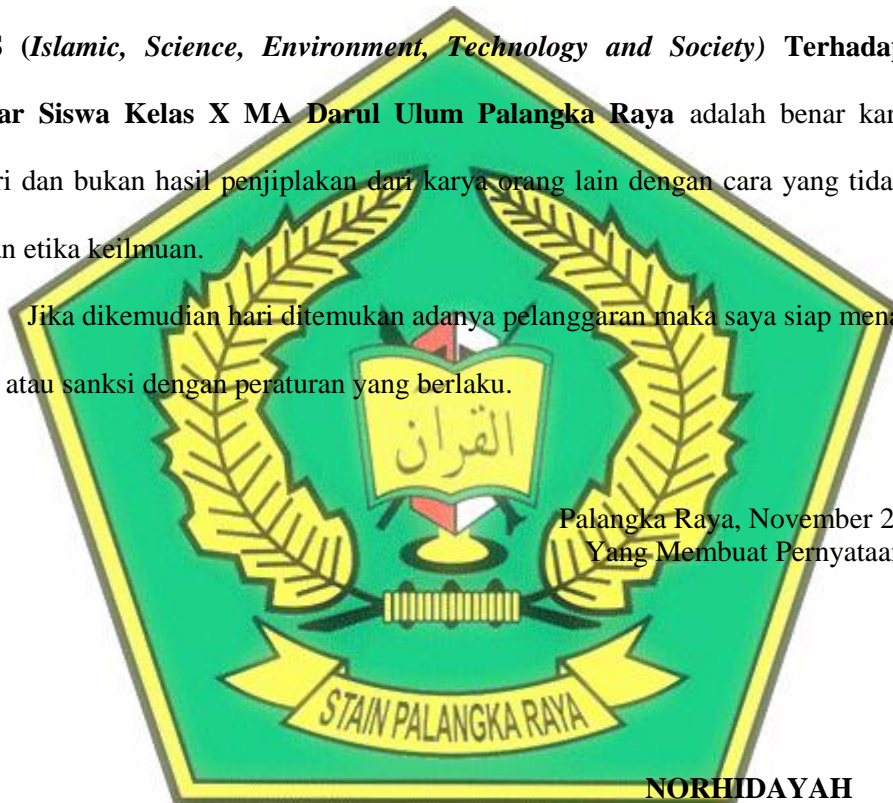 S (Islamic, Science, Environment, Technology and Society) Terhadap
ar Siswa Kelas X MA Darul Ulum Palangka Raya adalah benar kar
ri dan bukan hasil penjiplakan dari karya orang lain dengan cara yang tida
an etika keilmuan.
Jika dikemudian hari ditemukan adanya pelanggaran maka saya siap mena
atau sanksi dengan peraturan yang berlaku.
القرآن
Palangka Raya, November 2
Yang Membuat Pernyataa
STAIN PALANGKA RAYA
NORHIDAYAH